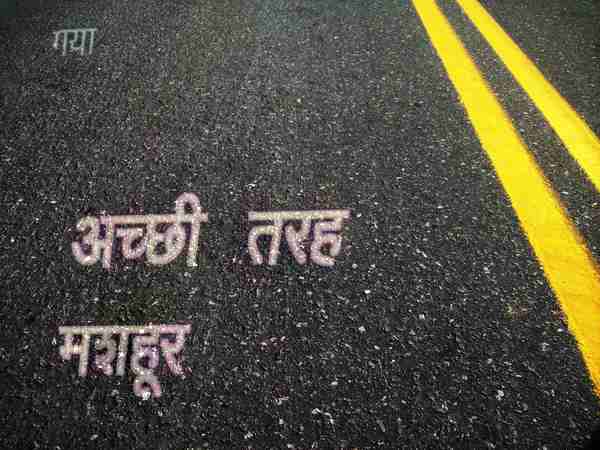 गया
अच्छी तरह
मशहूर